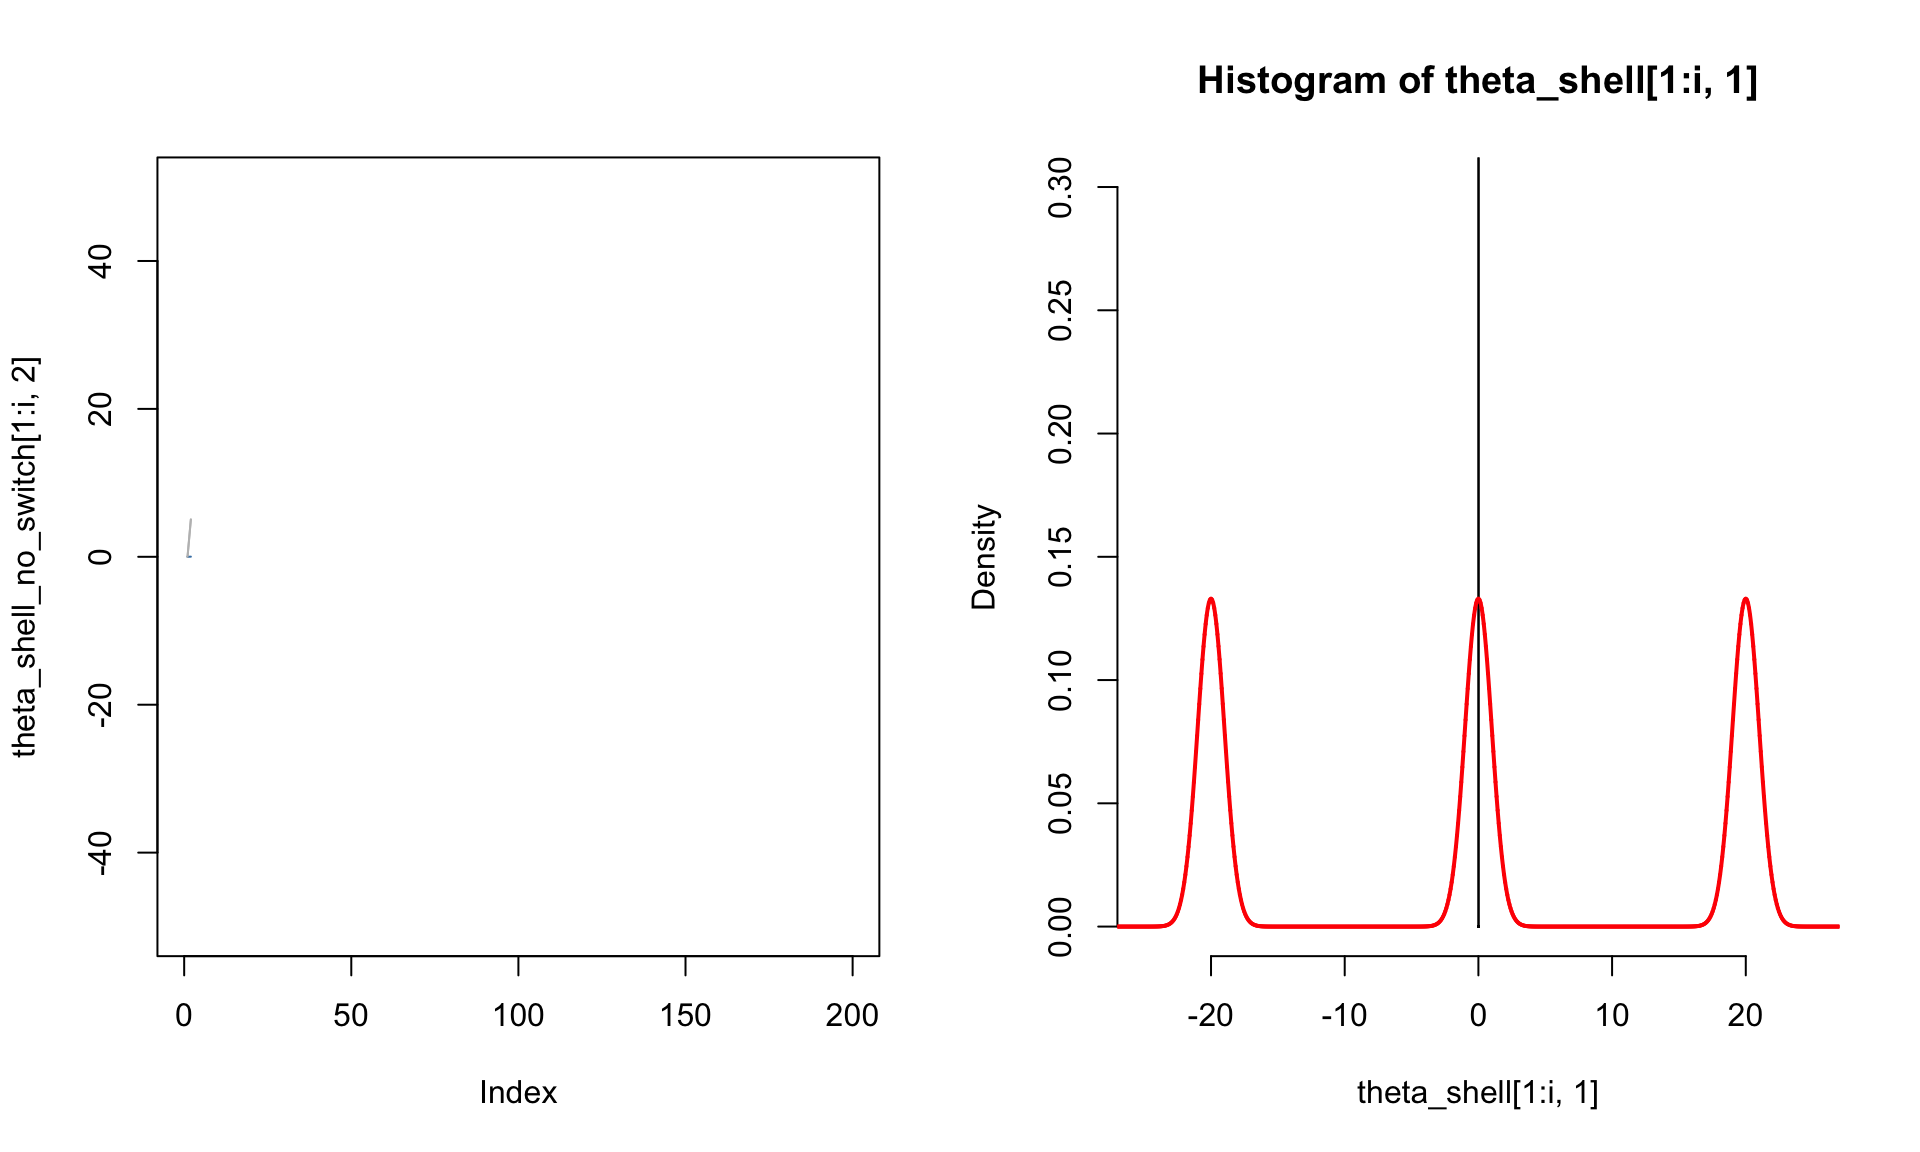 theta_shell_no_switch[1:i, 2]
40
20
0
-20
-40
0 50 100 150 200
Index
Histogram of theta_shell[1:i, 1]
Density
0.30
0.25
0.20
0.15
0.10
0.05
0.00
-20 -10 0 10 20
theta_shell[1:i, 1]